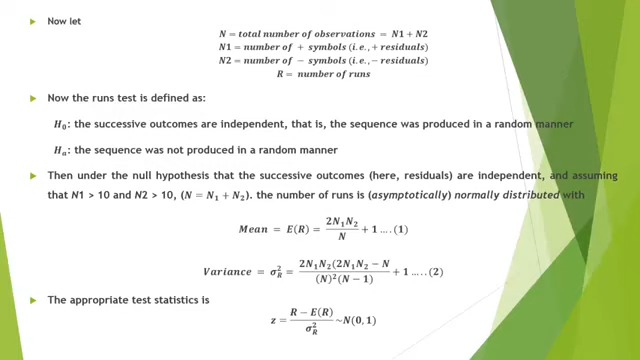 Now let
N = total number of observations = N1 + N2
N1 = number of + symbols (i.e., + residuals)
N2 = number of − symbols (i.e., − residuals)
R = number of runs
Now the runs test is defined as:
H₀: the successive outcomes are independent, that is, the sequence was produced in a random manner
Hₐ: the sequence was not produced in a random manner
Then under the null hypothesis that the successive outcomes (here, residuals) are independent, and assuming
that N1 > 10 and N2 > 10, (N = N₁ + N₂). the number of runs is (asymptotically) normally distributed with
Mean = E(R) = 2N₁N₂ / N + 1 .... (1)
Variance = σ²_R = 2N₁N₂(2N₁N₂ − N) / (N)²(N − 1) + 1 ..... (2)
The appropriate test statistics is
z = R − E(R) / σ²_R ~N(0, 1)